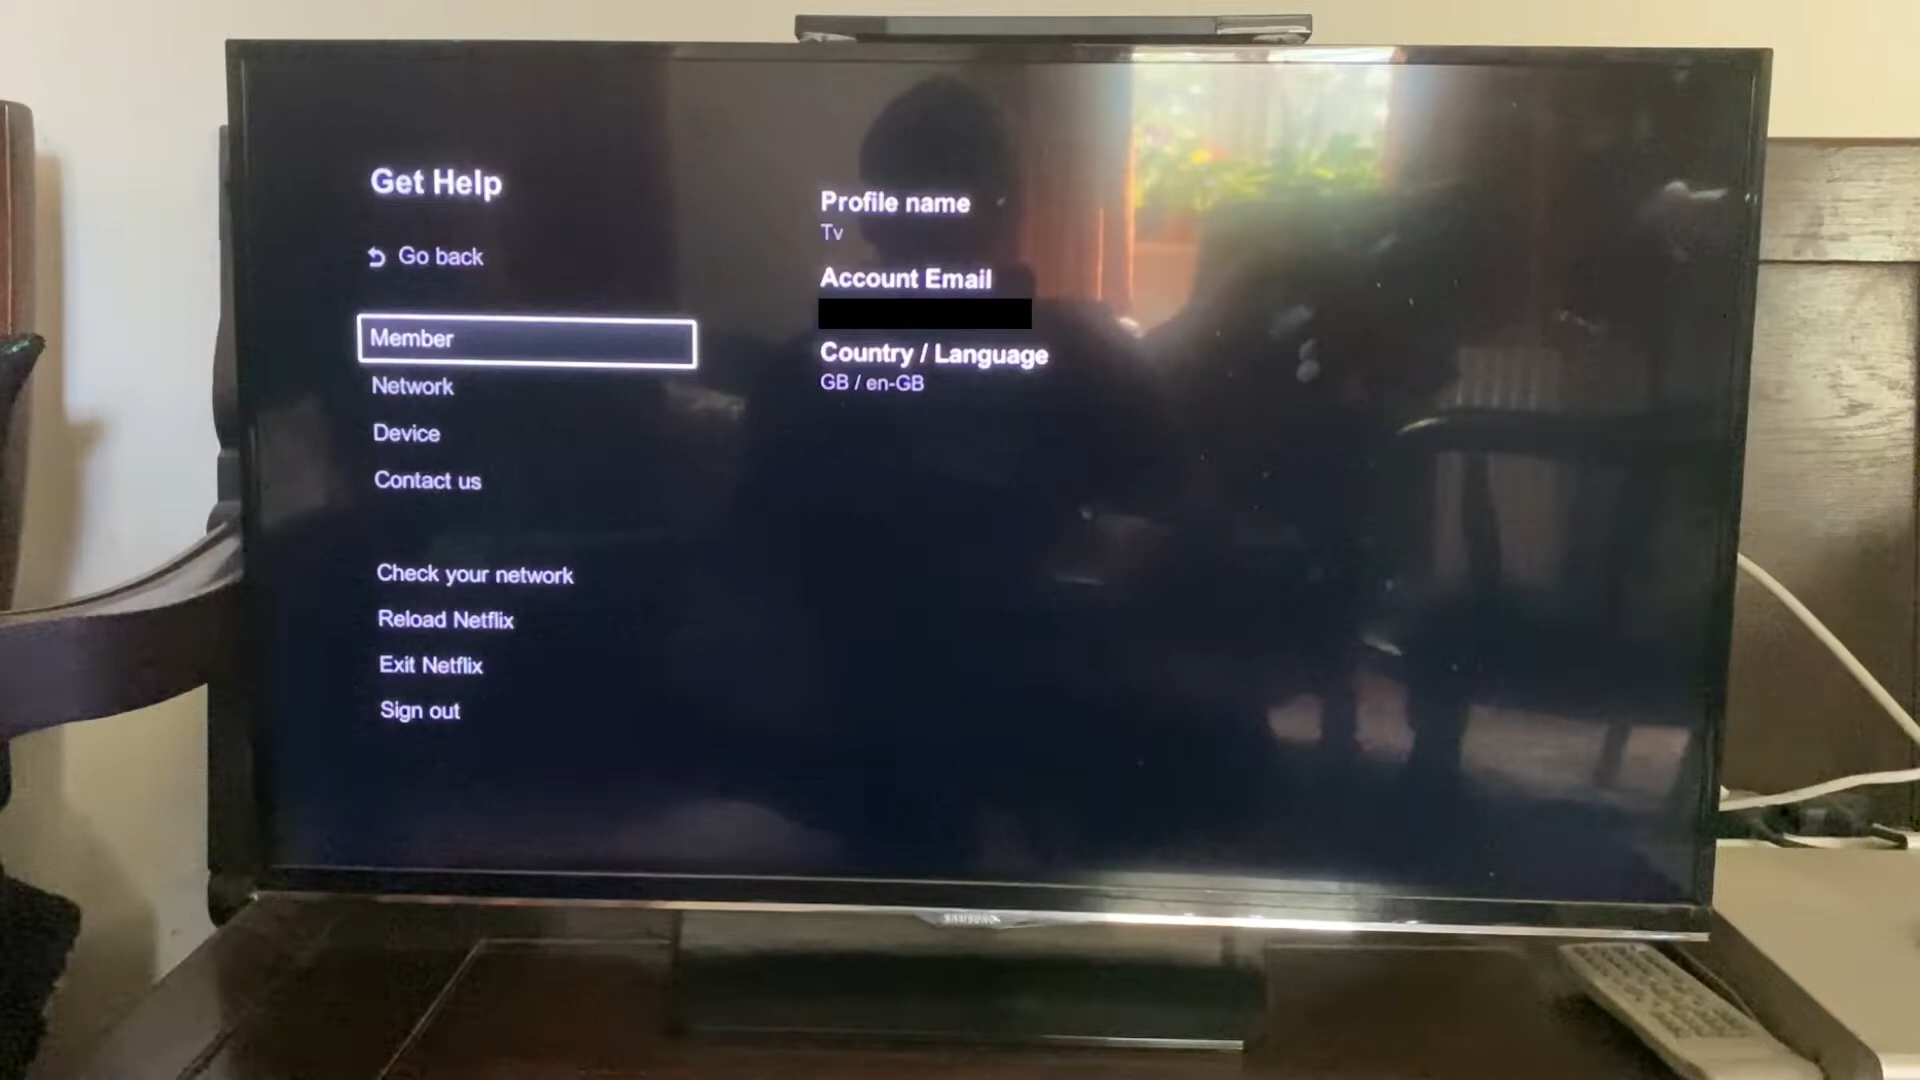 Get Help
Go back
Member
Network
Device
Contact us
Check your network
Reload Netflix
Exit Netflix
Sign out
Profile name
Tv
Account Email
Country / Language
GB / en-GB
SAMSUNG